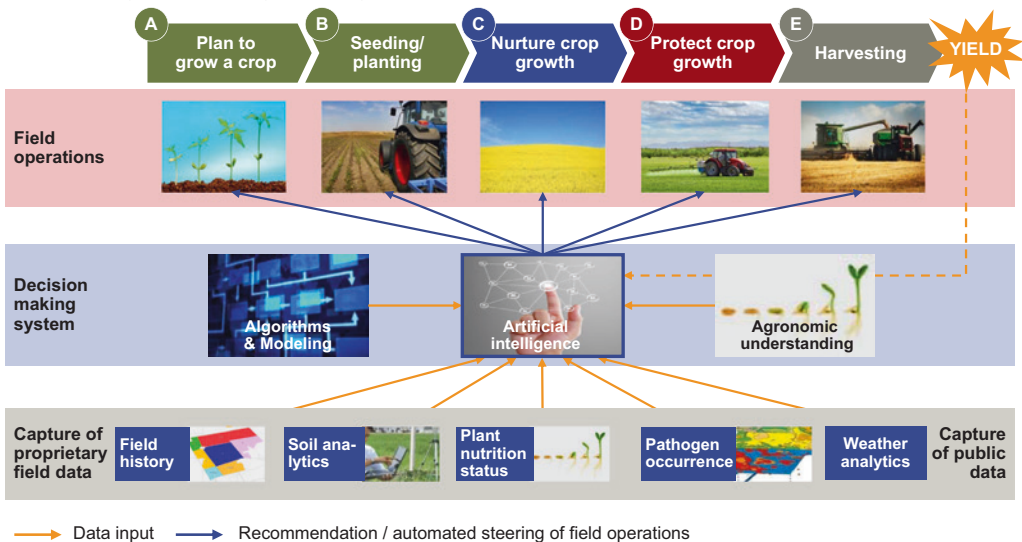 A
Plan to
grow a crop
B
Seeding/
planting
C
Nurture crop
growth
D
Protect crop
growth
E
Harvesting
YIELD
Field
operations
Decision
making
system
Algorithms
& Modeling
Artificial
intelligence
Agronomic
understanding
Capture of
proprietary
field data
Field
history
Soil ana-
lytics
Plant
nutrition
status
Pathogen
occurrence
Weather
analytics
Capture
of public
data
Data input
Recommendation / automated steering of field operations